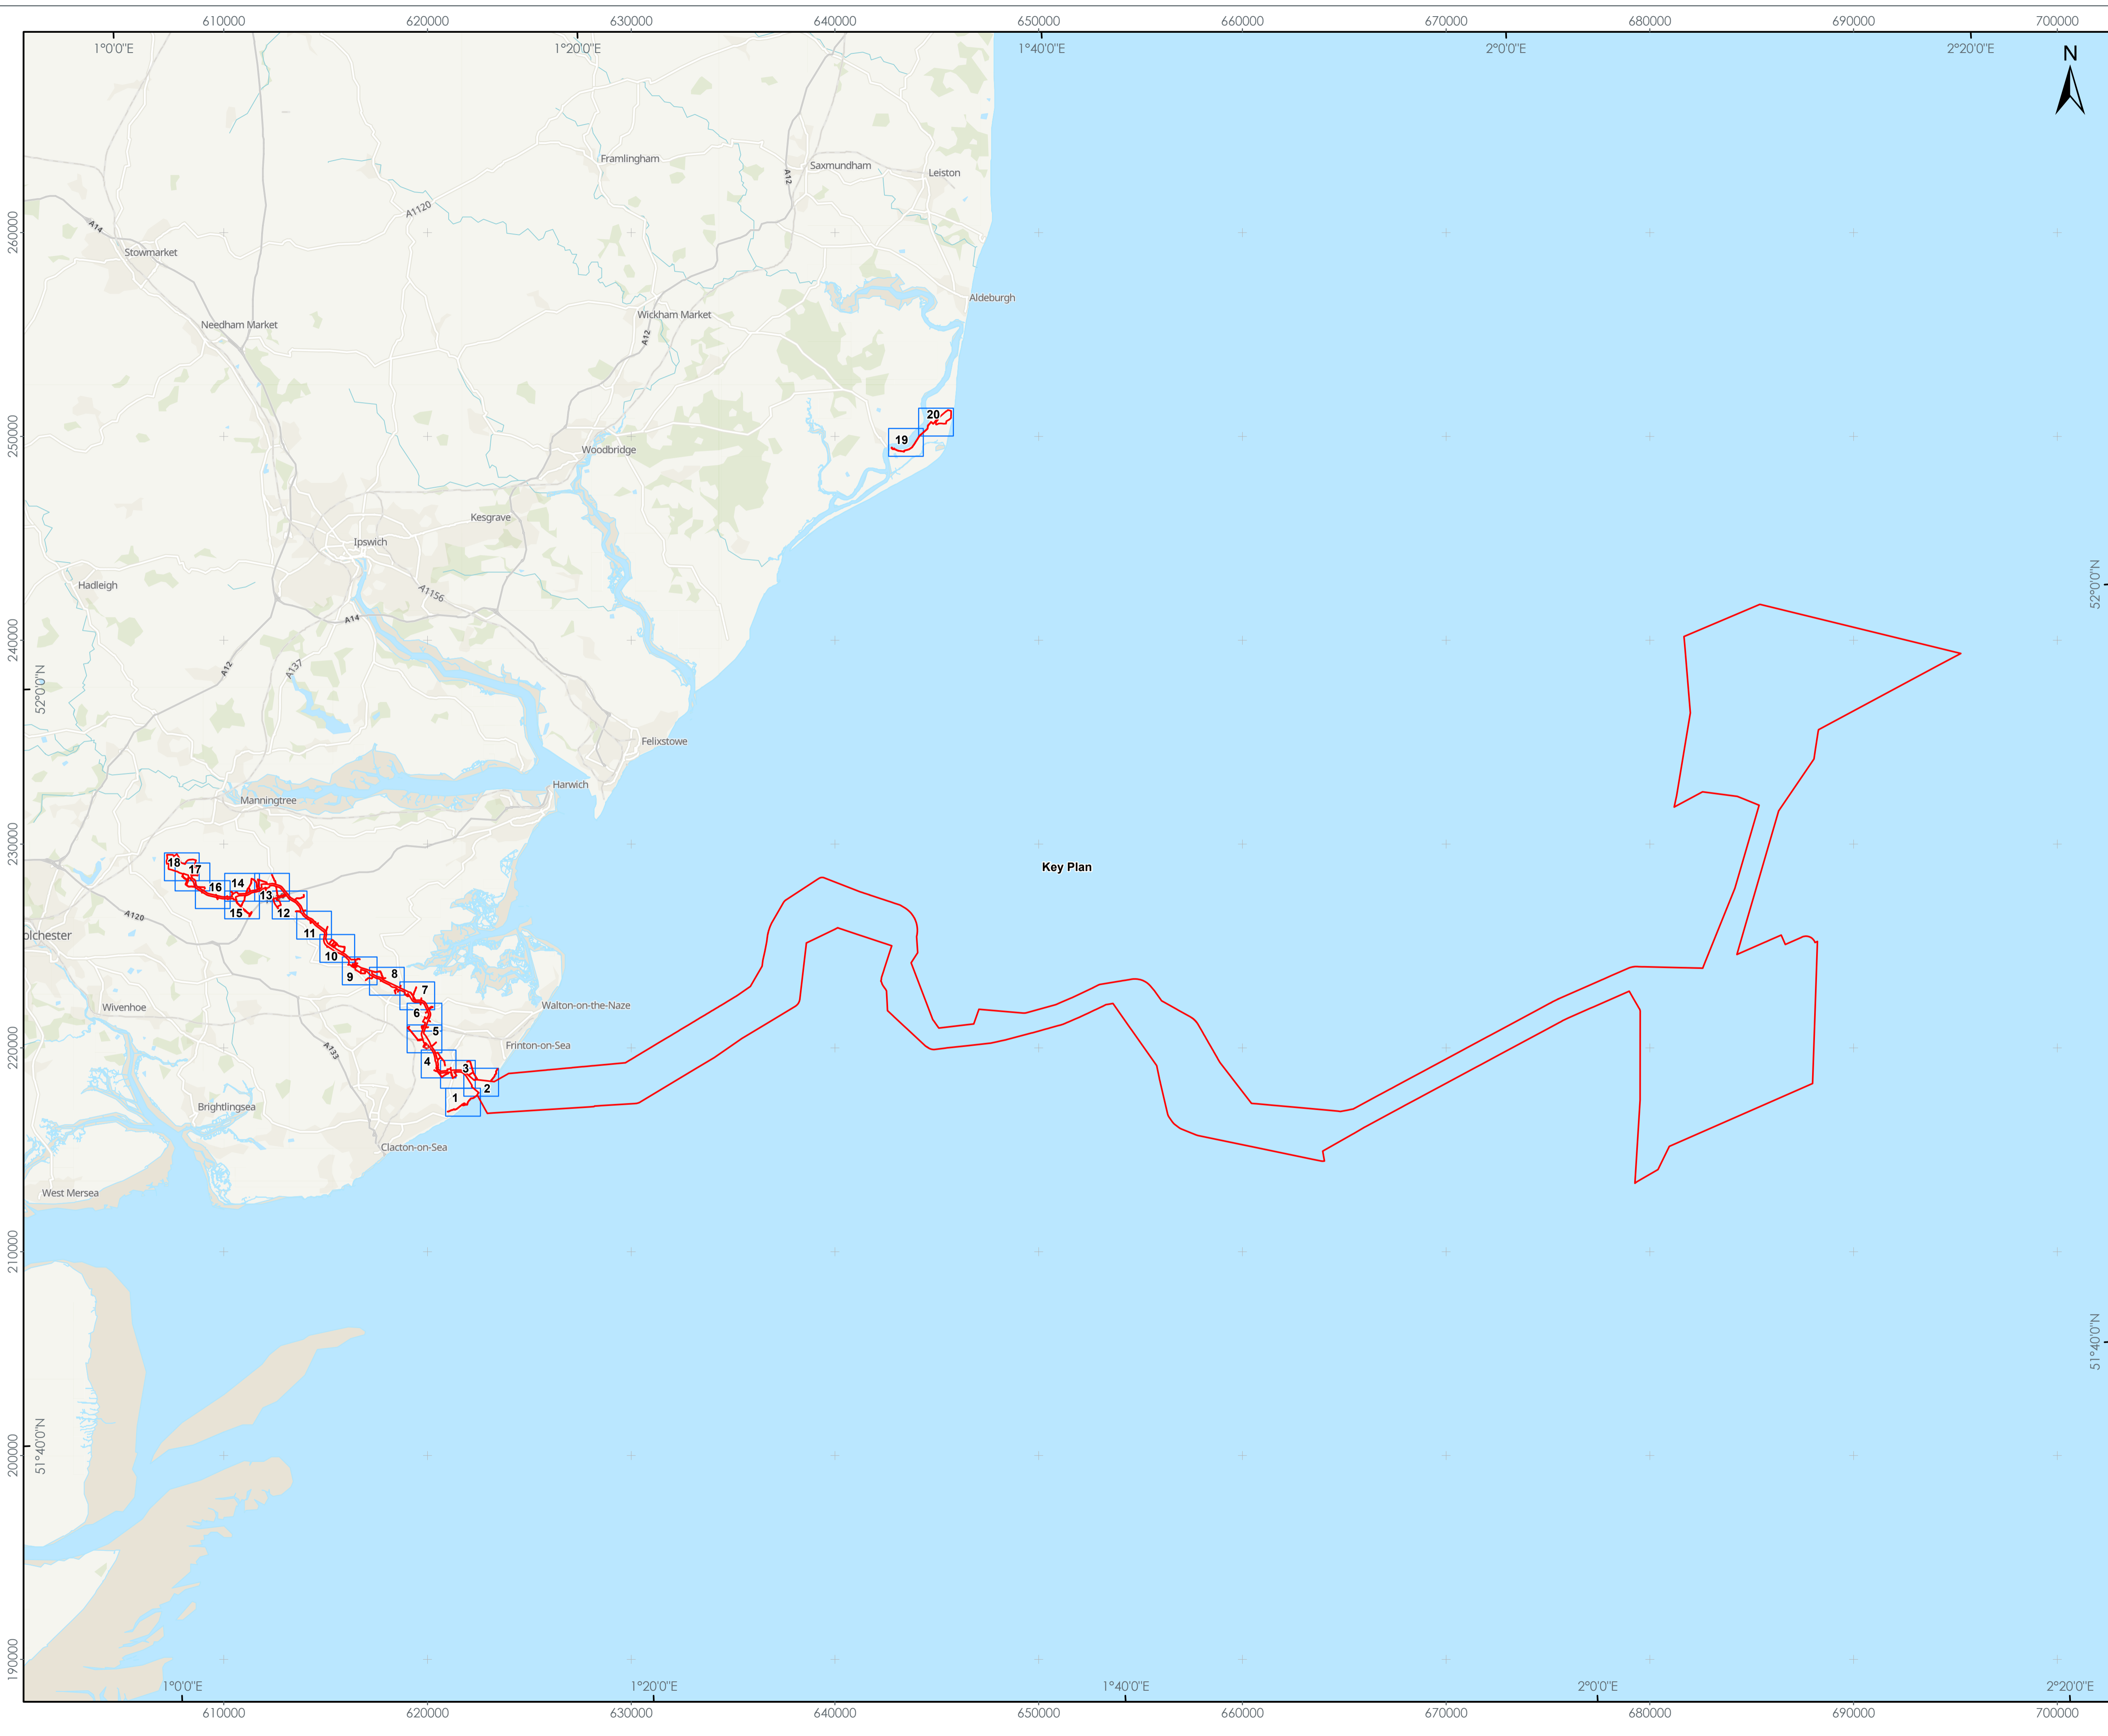 610000 620000 630000 640000 650000 660000 670000 680000 690000 700000
1°0'0"E 1°20'0"E 1°40'0"E 2°0'0"E 2°20'0"E
N
Framlingham
Saxmundham
Leiston
A12
A1120
A14
Stowmarket
260000
Aldeburgh
Needham Market
Wickham Market
A12
20
19
250000
Woodbridge
Kesgrave
Ipswich
Hadleigh
A1156
A14
52°0'0"N
240000
A12
A137
52°0'0"N
Felixstowe
Harwich
Manningtree
230000
Key Plan
18
17
16
14
13
15
12
A120
olchester
11
10
9
8
7
6
5
4
3
2
1
Wivenhoe
Walton-on-the-Naze
220000
Frinton-on-Sea
A133
Brightlingsea
Clacton-on-Sea
West Mersea
210000
51°40'0"N
200000
51°40'0"N
190000
1°0'0"E 1°20'0"E 1°40'0"E 2°0'0"E 2°20'0"E
610000 620000 630000 640000 650000 660000 670000 680000 690000 700000